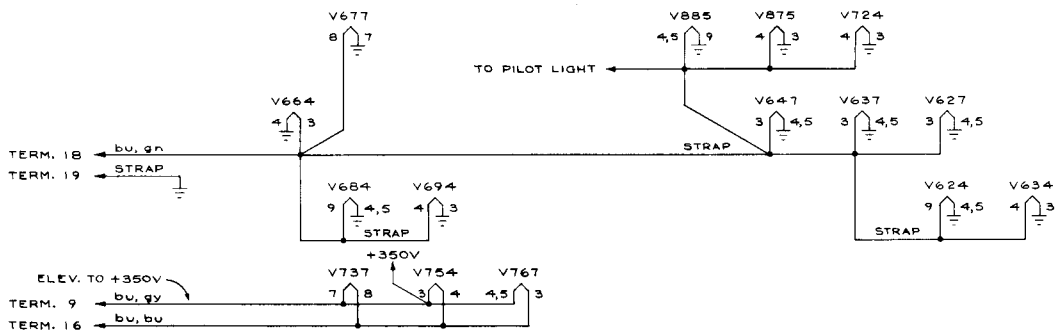 V677
8 7
V885 V875 V724
4,5 9 4 3 4 3
TO PILOT LIGHT
V664
4 3
V647 V637 V627
3 4,5 3 4,5 3 4,5
TERM. 18 bu, gn STRAP
TERM. 19 STRAP
V684 V694
9 4,5 4 3
STRAP
V624 V634
9 4,5 4 3
STRAP
+350V
ELEV. TO +350V
V737 V754 V767
7 8 3 4 4,5 3
TERM. 9 bu, gy
TERM. 16 bu, bu